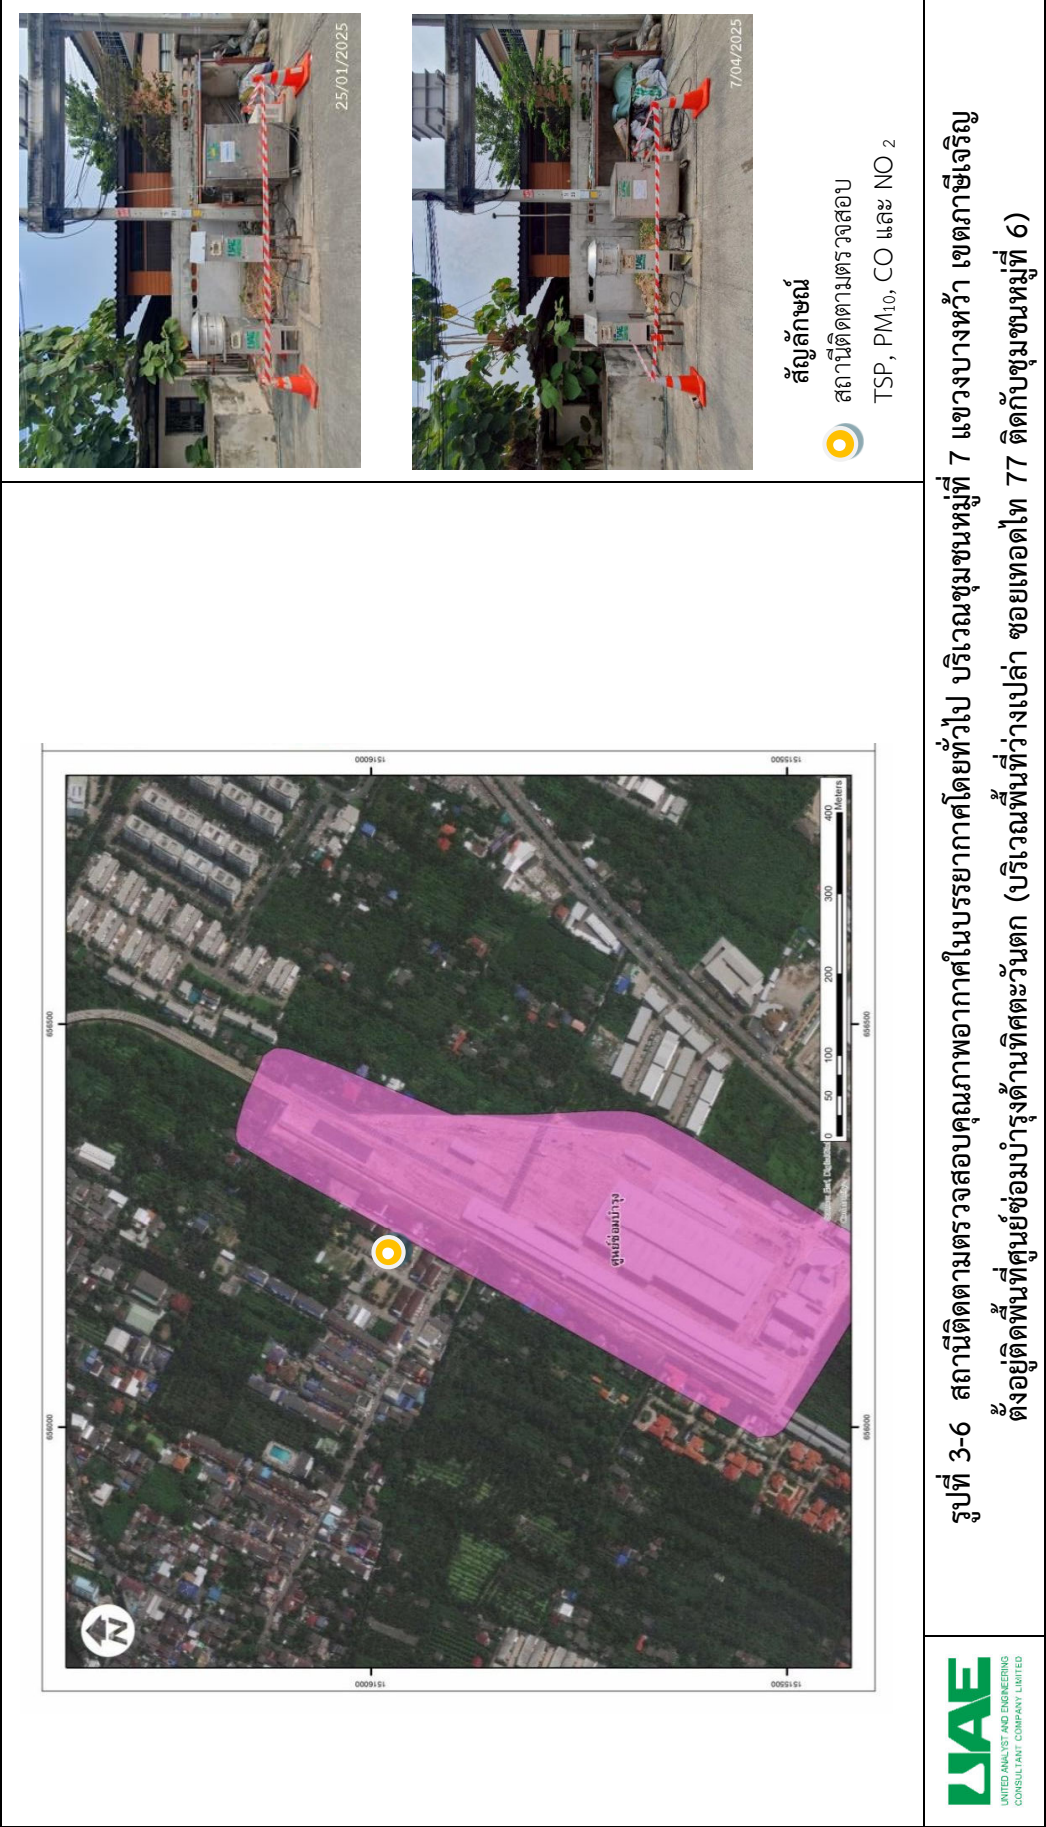 25/01/2025
7/04/2025
สัญลักษณ์
สถานีติดตามตรวจสอบ
TSP, PM₁₀, CO และ NO ₂
656000
656500
1516000
1515500
N
ศูนย์ซ่อมบำรุง
0 50 100 200 300 400
Meters
656000
656500
1516000
1515500
รูปที่ 3-6 สถานีติดตามตรวจสอบคุณภาพอากาศในบรรยากาศโดยทั่วไป บริเวณชุมชนหมู่ที่ 7 แขวงบางหว้า เขตภาษีเจริญ
ตั้งอยู่ติดพื้นที่ศูนย์ซ่อมบำรุงด้านทิศตะวันตก (บริเวณพื้นที่ว่างเปล่า ซอยเทอดไท 77 ติดกับชุมชนหมู่ที่ 6)
UAE
UNITED ANALYST AND ENGINEERING
CONSULTANT COMPANY LIMITED